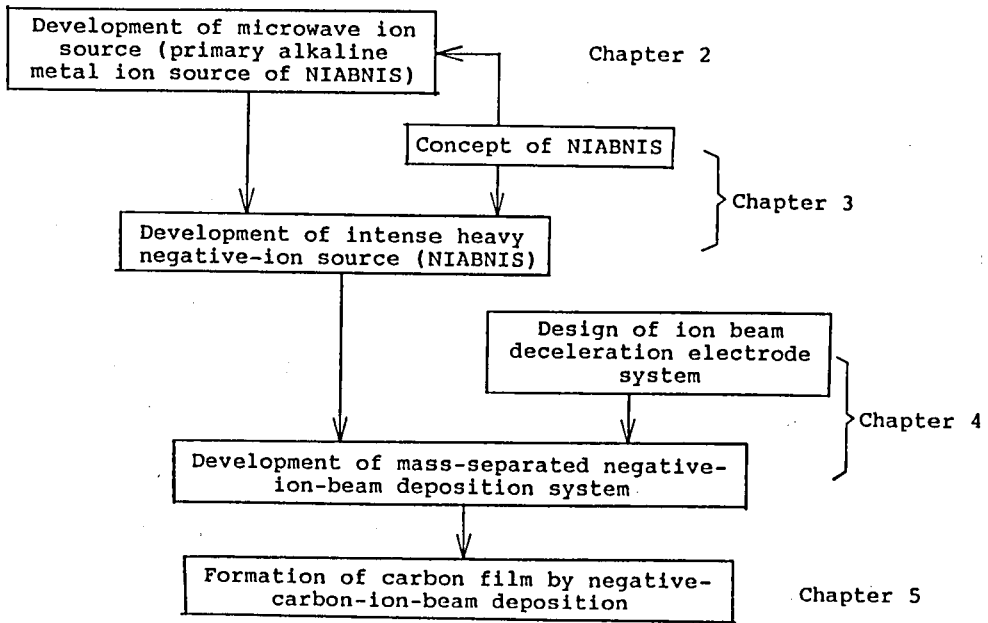 Development of microwave ion
source (primary alkaline
metal ion source of NIABNIS)
Chapter 2
Concept of NIABNIS
Chapter 3
Development of intense heavy
negative-ion source (NIABNIS)
Design of ion beam
deceleration electrode
system
Chapter 4
Development of mass-separated negative-
ion-beam deposition system
Formation of carbon film by negative-
carbon-ion-beam deposition
Chapter 5